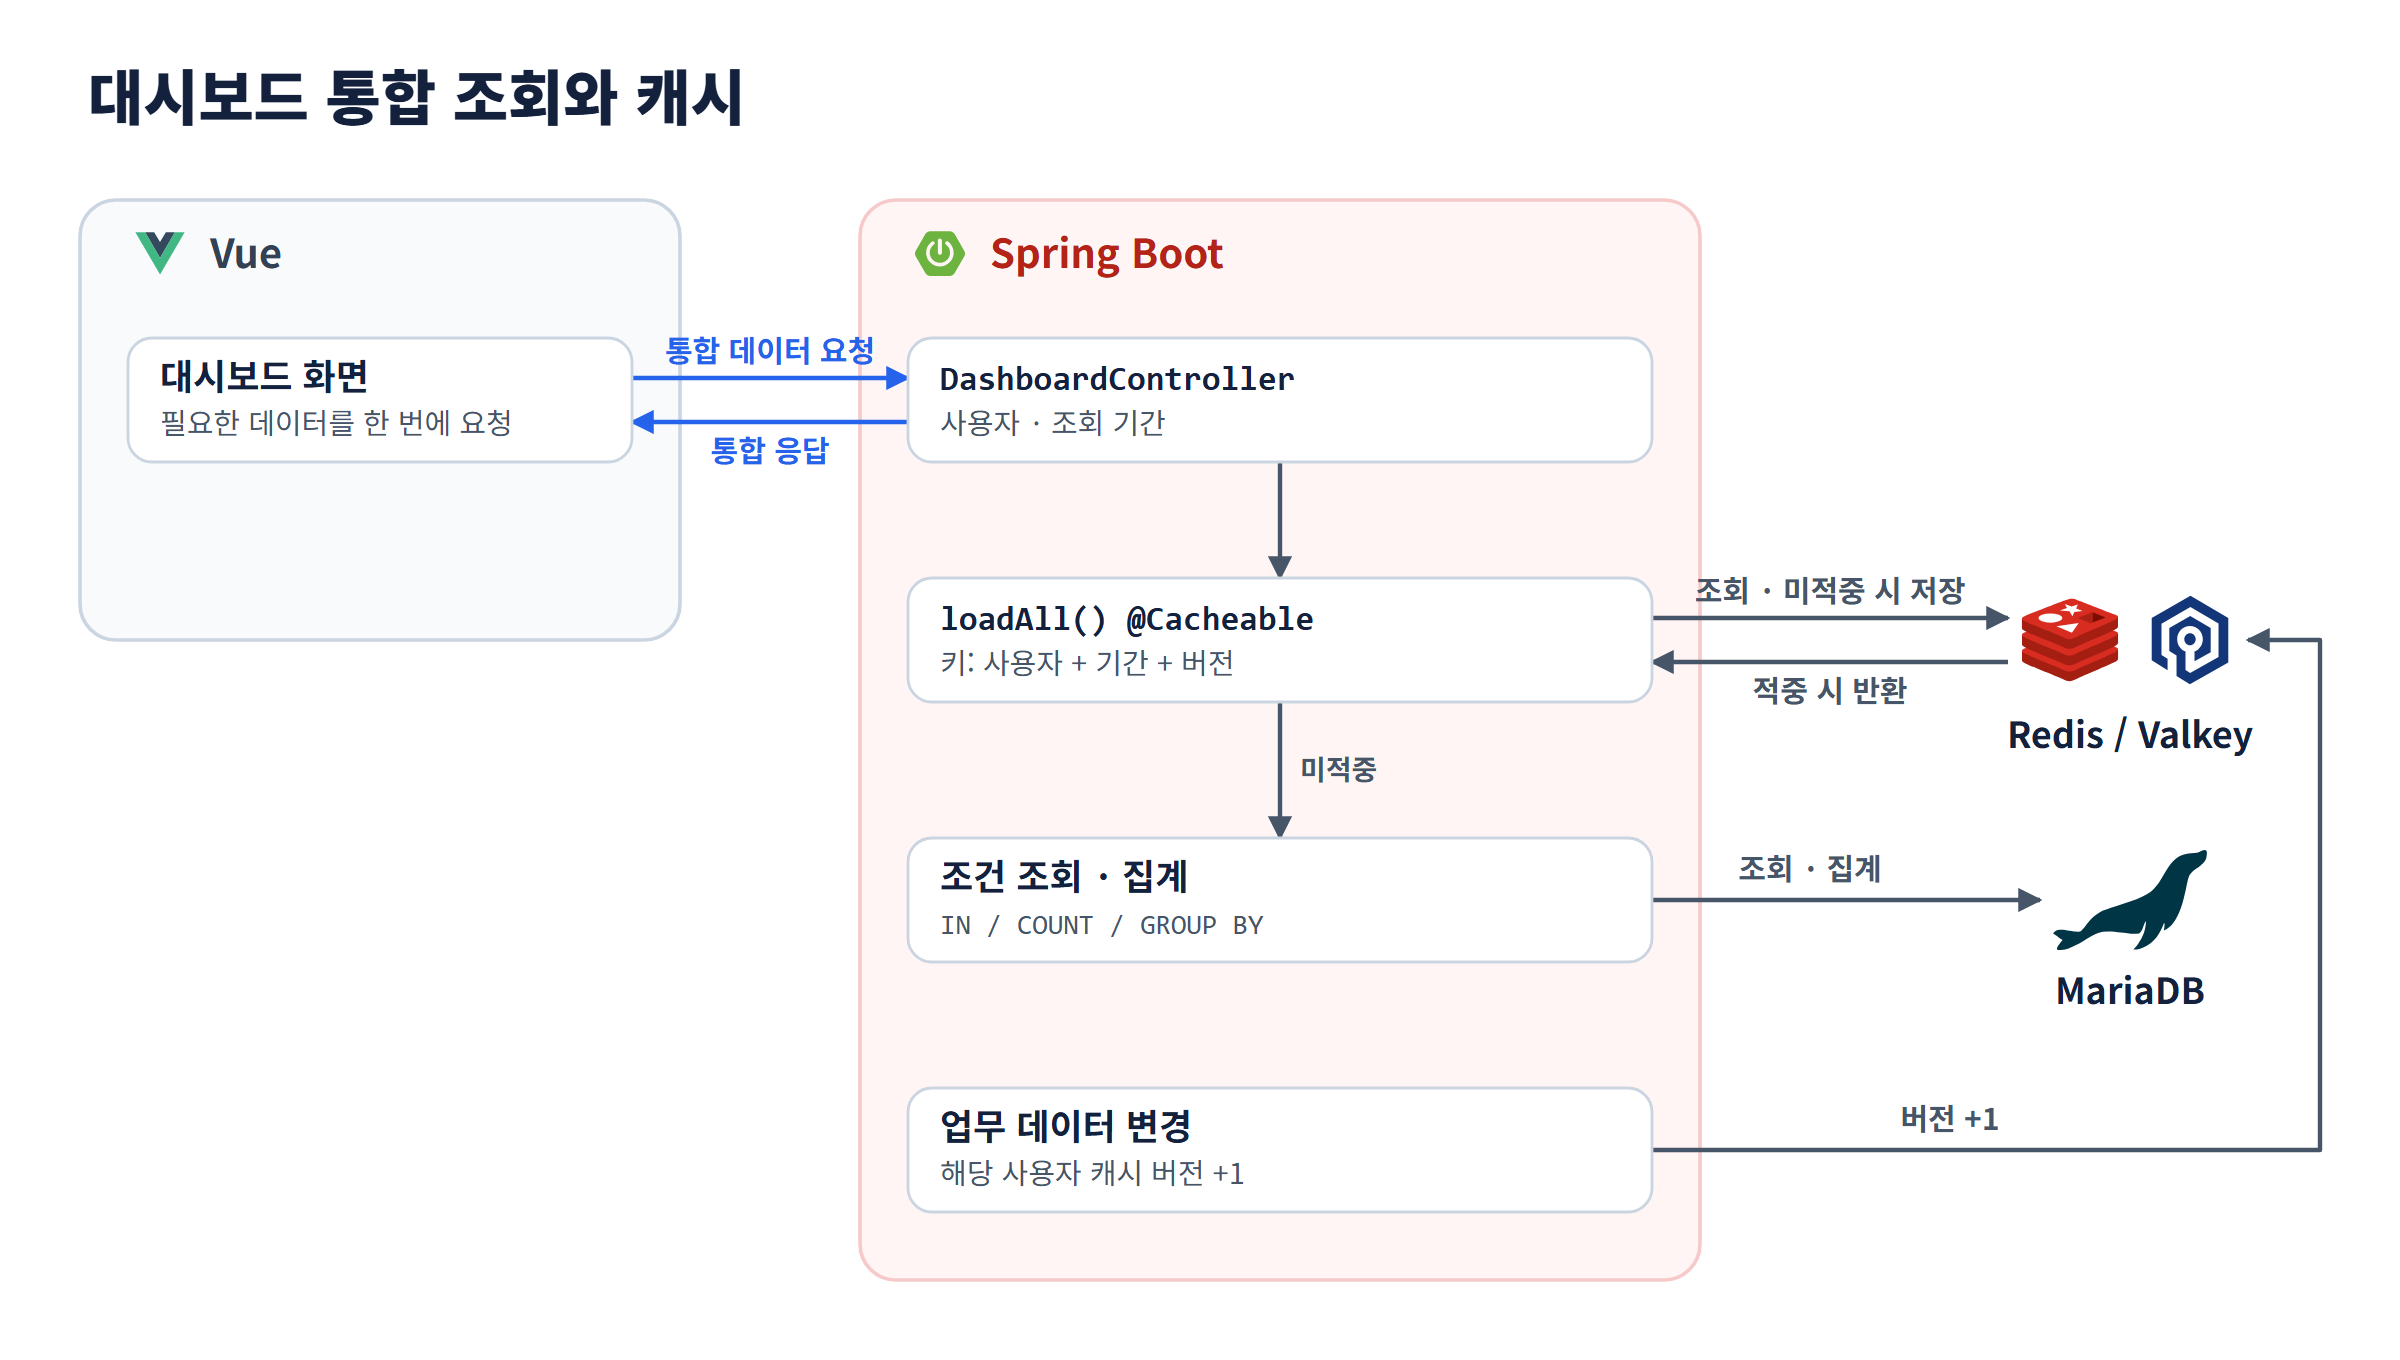 대시보드 통합 조회와 캐시
Vue
대시보드 화면
필요한 데이터를 한 번에 요청
통합 데이터 요청
통합 응답
Spring Boot
DashboardController
사용자 · 조회 기간
loadAll() @Cacheable
키: 사용자 + 기간 + 버전
조회 · 미적중 시 저장
적중 시 반환
Redis / Valkey
미적중
조건 조회 · 집계
IN / COUNT / GROUP BY
조회 · 집계
MariaDB
업무 데이터 변경
해당 사용자 캐시 버전 +1
버전 +1